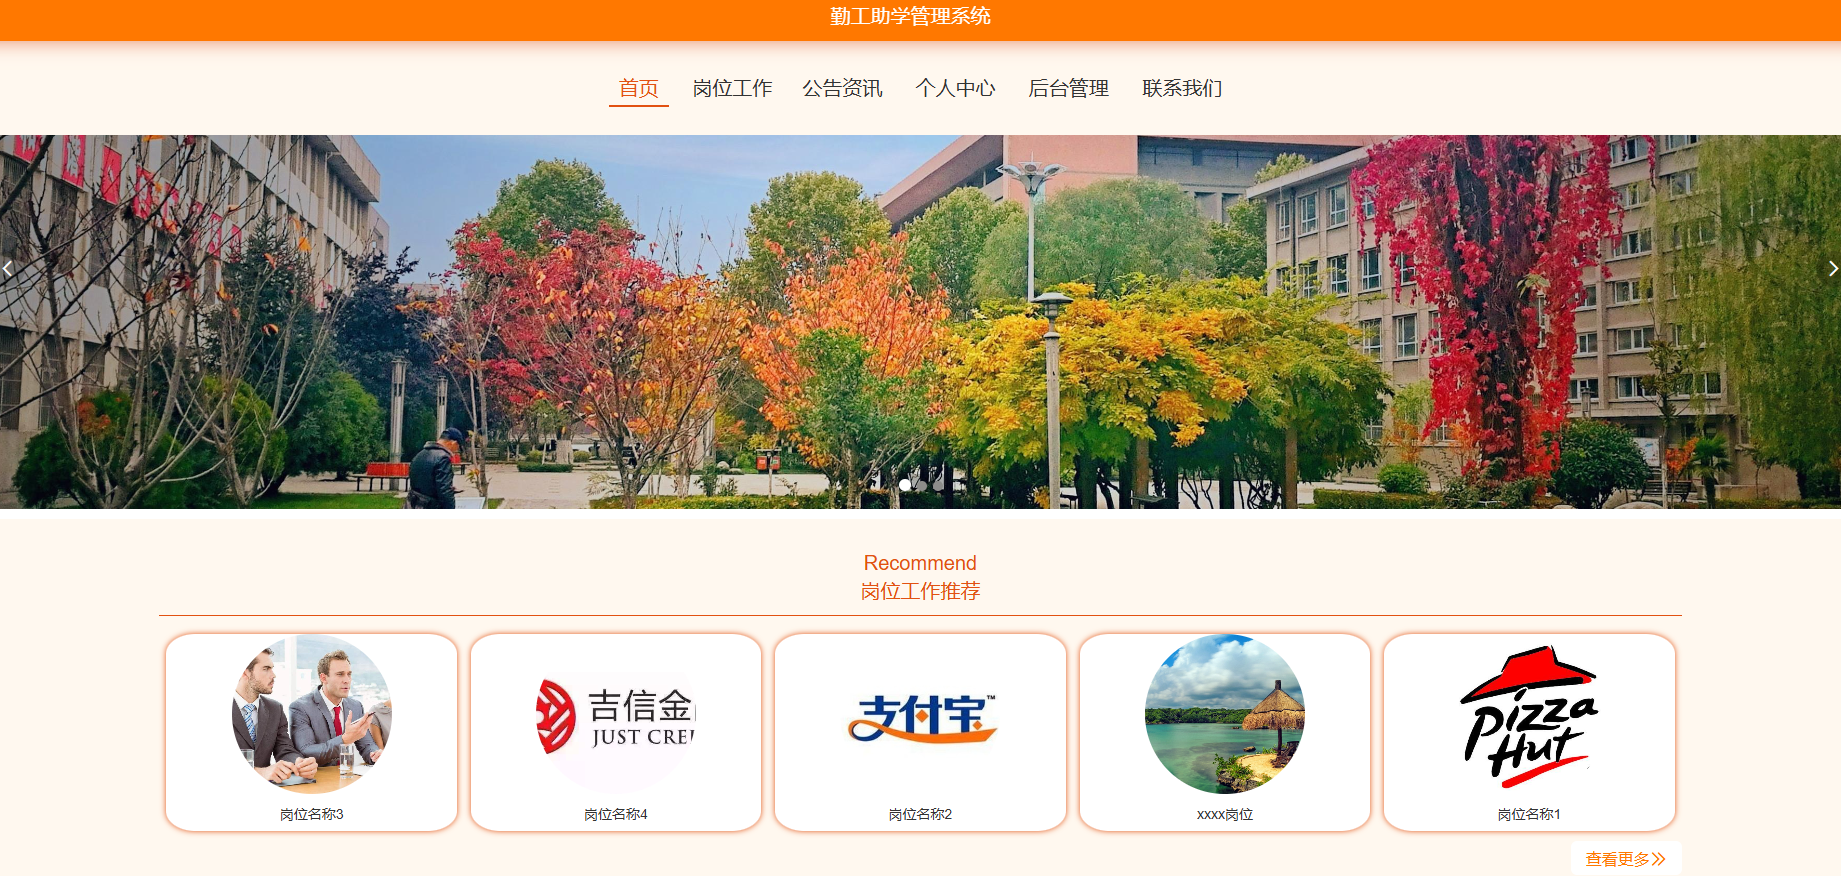 勤工助学管理系统
首页 岗位工作 公告资讯 个人中心 后台管理 联系我们
Recommend
岗位工作推荐
吉信金
JUST CRE
支付宝™
Pizza
Hut
岗位名称3 岗位名称4 岗位名称2 xxxx岗位 岗位名称1
查看更多